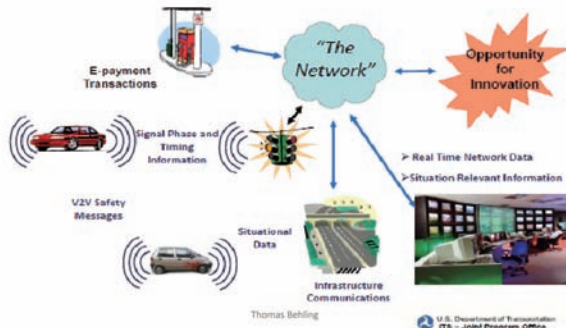 "The
Network"
Opportunity
for
Innovation
E-payment
Transactions
Signal Phase and
Timing
Information
➤ Real Time Network Data
➤ Situation Relevant Information
V2V Safety
Messages
Situational
Data
Infrastructure
Communications
Thomas Behling
U.S. Department of Transportation
ITS - Joint Program Office